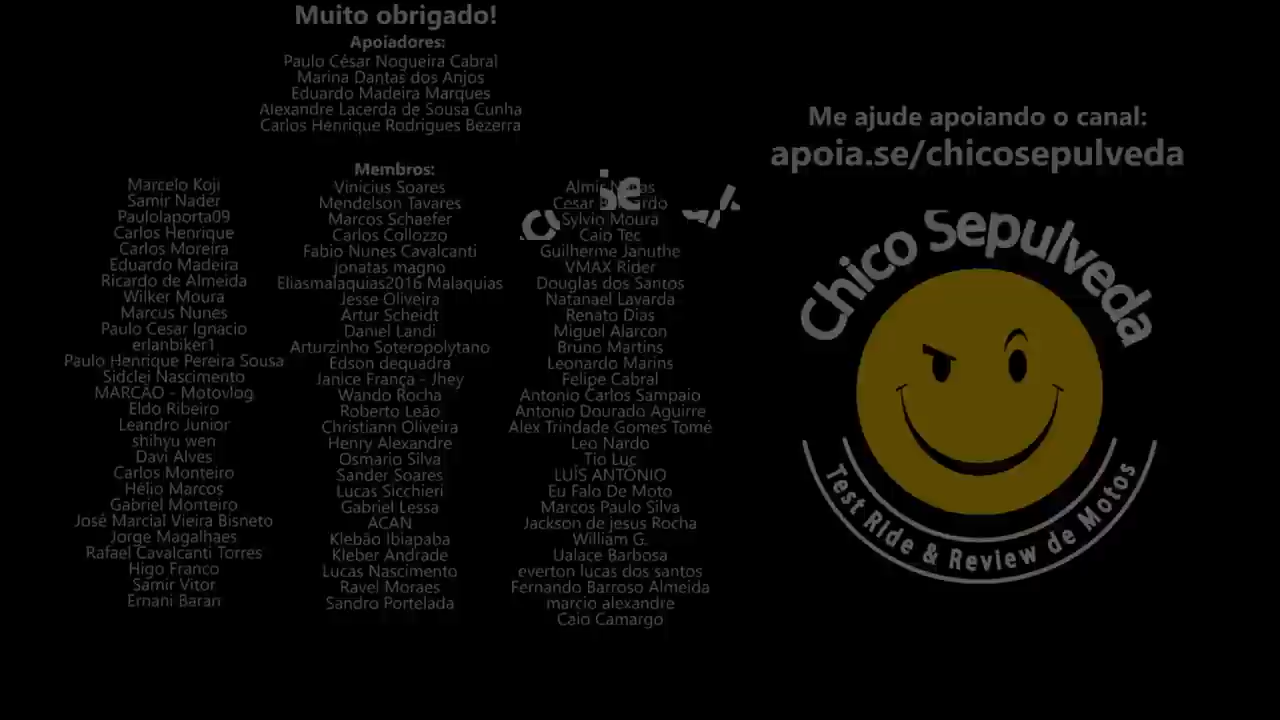 Muito obrigado!
Apoiadores:
Paulo César Nogueira Cabral
Marina Dantas dos Anjos
Eduardo Madeira Marques
Alexandre Lacerda de Sousa Cunha
Carlos Henrique Rodrigues Bezerra
Marcelo Koji
Samir Nader
Paulolaporta09
Carlos Henrique
Carlos Moreira
Eduardo Madeira
Ricardo de Almeida
Wilker Moura
Marcus Nunes
Paulo Cesar Ignacio
erlanbiker1
Paulo Henrique Pereira Sousa
Sidclei Nascimento
MARCÃO - Motovlog
Eldo Ribeiro
Leandro Junior
shihyu wen
Davi Alves
Carlos Monteiro
Hélio Marcos
Gabriel Monteiro
José Marcial Vieira Bisneto
Jorge Magalhaes
Rafael Cavalcanti Torres
Higo Franco
Samir Vitor
Ernani Baran
Membros:
Vinicius Soares
Mendelson Tavares
Marcos Schaefer
Carlos Collozzo
Fabio Nunes Cavalcanti
jonatas magno
Eliasmalaquias2016 Malaquias
Jesse Oliveira
Artur Scheidt
Daniel Landi
Arturzinho Soteropolytano
Edson dequadra
Janice França - Jhey
Wando Rocha
Roberto Leão
Christiann Oliveira
Henry Alexandre
Osmario Silva
Sander Soares
Lucas Sicchieri
Gabriel Lessa
ACAN
Klebão Ibiapaba
Kleber Andrade
Lucas Nascimento
Ravel Moraes
Sandro Portelada
Almir
Cesar
Sylvio Moura
Caio Tec
Guilherme Januthe
VMAX Rider
Douglas dos Santos
Natanael Lavarda
Renato Dias
Miguel Alarcon
Bruno Martins
Leonardo Marins
Felipe Cabral
Antonio Carlos Sampaio
Antonio Dourado Aguirre
Alex Trindade Gomes Tomé
Leo Nardo
Tio Luc
LUÍS ANTÔNIO
Eu Falo De Moto
Marcos Paulo Silva
Jackson de jesus Rocha
William G.
Ualace Barbosa
everton lucas dos santos
Fernando Barroso Almeida
marcio alexandre
Caio Camargo
Me ajude apoiando o canal:
apoia.se/chicosepulveda
Chico Sepulveda
Test Ride & Review de Motos